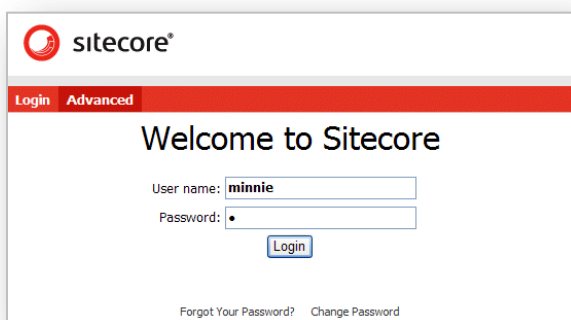 sitecore®
Login Advanced
Welcome to Sitecore
User name: minnie
Password: •
Login
Forgot Your Password? Change Password